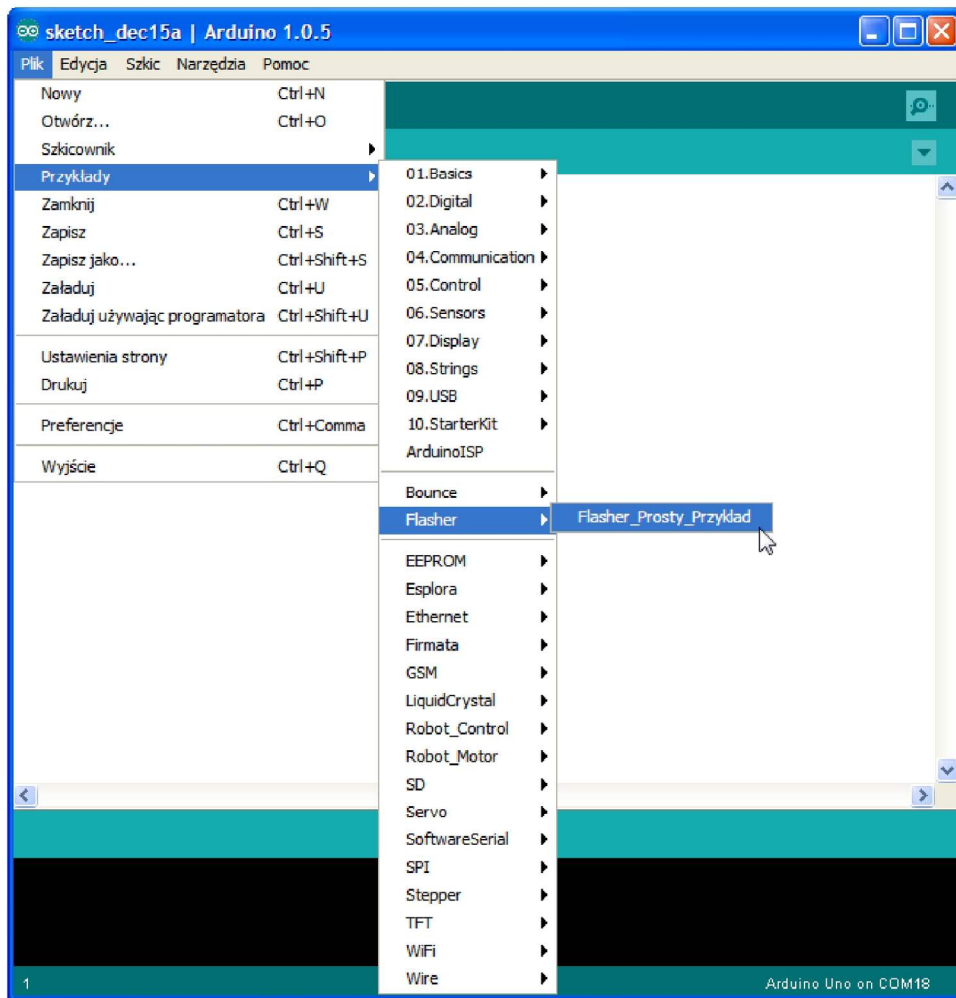 sketch_dec15a | Arduino 1.0.5
Plik Edycja Szkic Narzędzia Pomoc
Nowy Ctrl+N
Otwórz... Ctrl+O
Szkicownik
Przykłady
Zamknij Ctrl+W
Zapisz Ctrl+S
Zapisz jako... Ctrl+Shift+S
Załaduj Ctrl+U
Załaduj używając programatora Ctrl+Shift+U
Ustawienia strony Ctrl+Shift+P
Drukuj Ctrl+P
Preferencje Ctrl+Comma
Wyjście Ctrl+Q
01.Basics
02.Digital
03.Analog
04.Communication
05.Control
06.Sensors
07.Display
08.Strings
09.USB
10.StarterKit
ArduinoISP
Bounce
Flasher
EEPROM
Esplora
Ethernet
Firmata
GSM
LiquidCrystal
Robot_Control
Robot_Motor
SD
Servo
SoftwareSerial
SPI
Stepper
TFT
WiFi
Wire
Flasher_Prosty_Przyklad
1 Arduino Uno on COM18